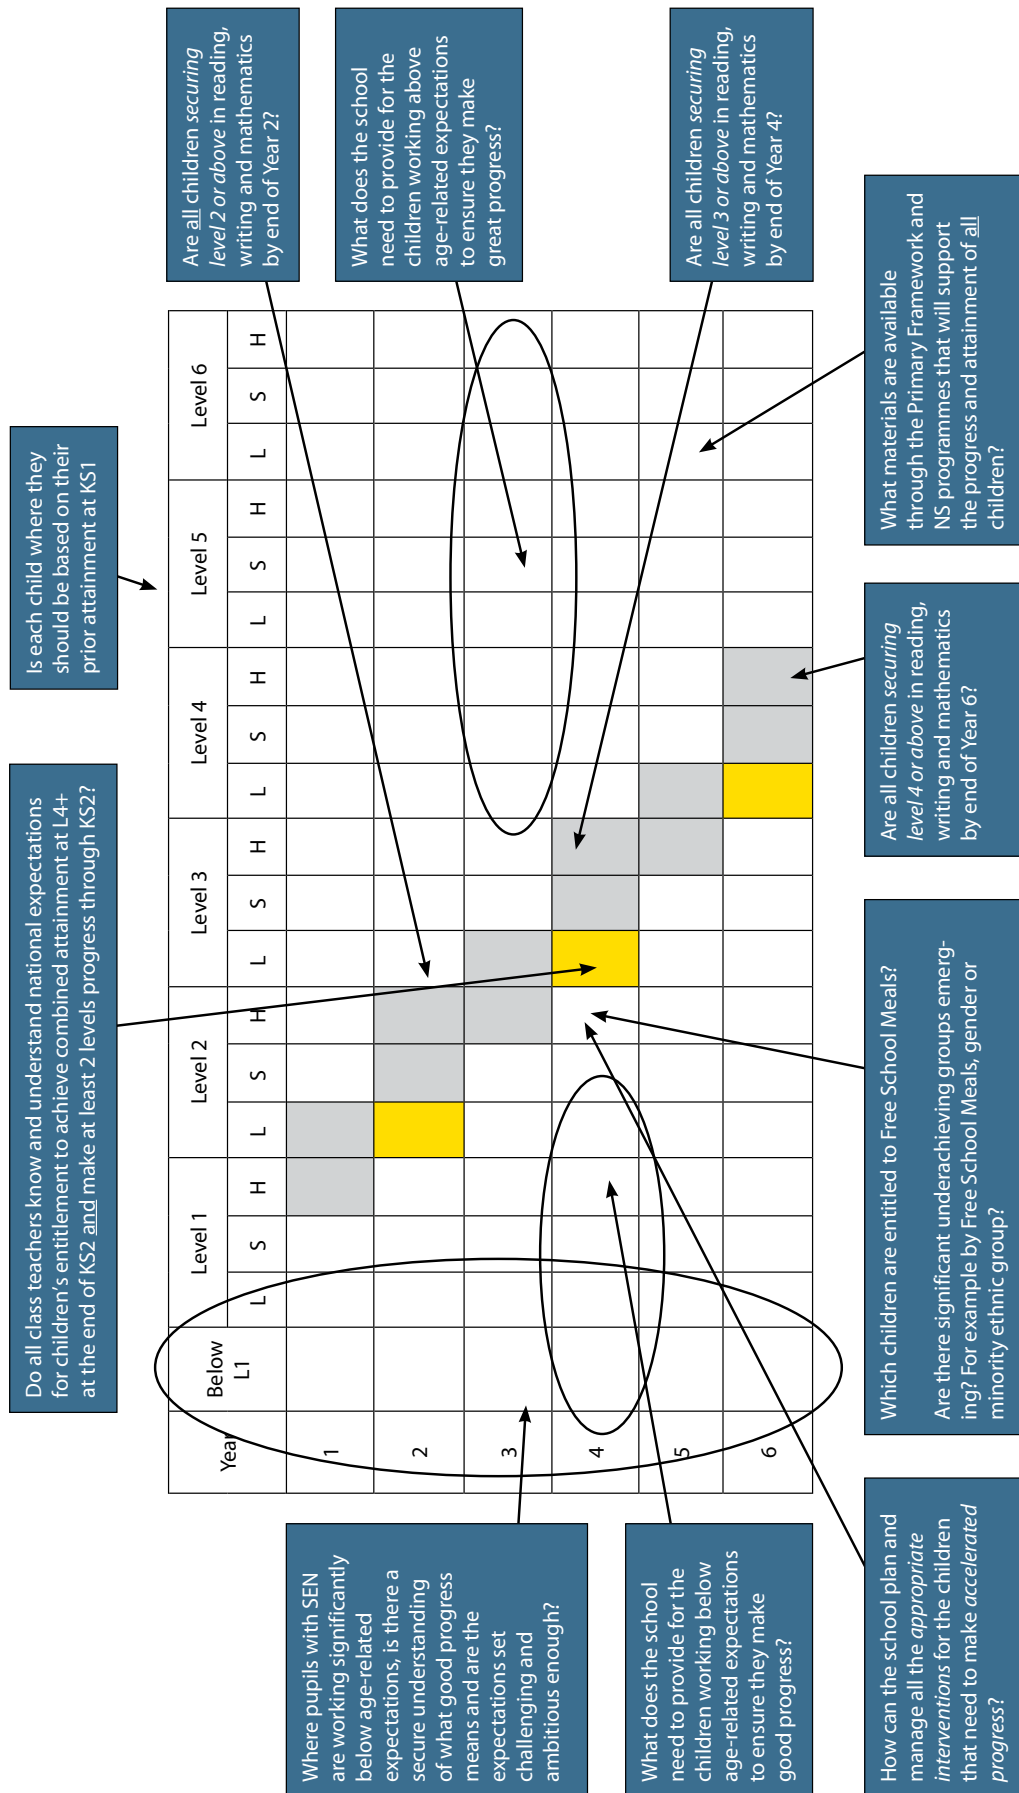 Do all class teachers know and understand national expectations
for children’s entitlement to achieve combined attainment at L4+
at the end of KS2 and make at least 2 levels progress through KS2?
Is each child where they
should be based on their
prior attainment at KS1
Where pupils with SEN
are working significantly
below age-related
expectations, is there a
secure understanding
of what good progress
means and are the
expectations set
challenging and
ambitious enough?
What does the school
need to provide for the
children working below
age-related expectations
to ensure they make
good progress?
Year Below Level 1 Level 2 Level 3 Level 4 Level 5 Level 6
L1
L S H L S H L S H L S H L S H L S H
1
2
3
4
5
6
Are all children securing
level 2 or above in reading,
writing and mathematics
by end of Year 2?
What does the school
need to provide for the
children working above
age-related expectations
to ensure they make
great progress?
Are all children securing
level 3 or above in reading,
writing and mathematics
by end of Year 4?
How can the school plan and
manage all the appropriate
interventions for the children
that need to make accelerated
progress?
Which children are entitled to Free School Meals?
Are there significant underachieving groups emerg-
ing? For example by Free School Meals, gender or
minority ethnic group?
Are all children securing
level 4 or above in reading,
writing and mathematics
by end of Year 6?
What materials are available
through the Primary Framework and
NS programmes that will support
the progress and attainment of all
children?